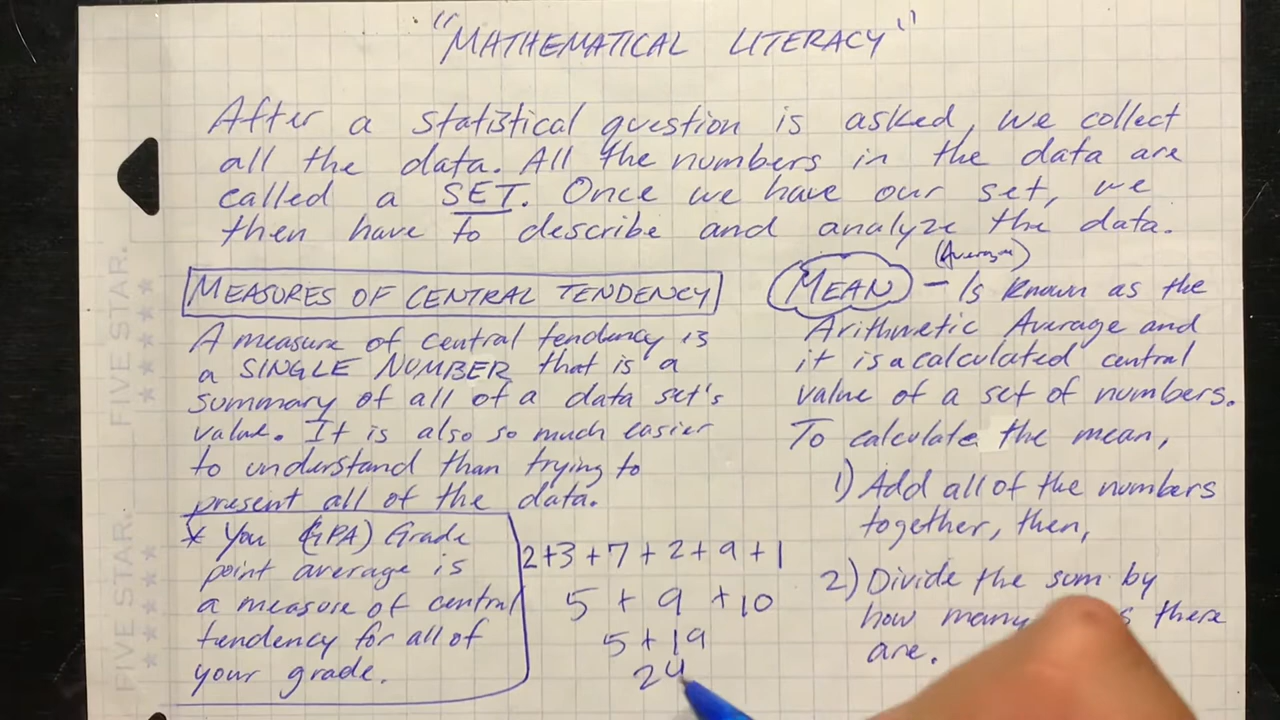 "MATHEMATICAL LITERACY"
After a statistical question is asked, we collect
all the data. All the numbers in the data are
called a SET. Once we have our set, we
then have to describe and analyze the data.
MEASURES OF CENTRAL TENDENCY
A measure of central tendency is
a SINGLE NUMBER that is a
summary of all of a data set's
value. It is also so much easier
to understand than trying to
present all of the data.
* You (GPA) Grade
point average is
a measure of central
tendency for all of
your grade.
2+3+7+2+9+1
5 + 9 +10
5+19
24
(Average)
MEAN - Is known as the
Arithmetic Average and
it is a calculated central
value of a set of numbers.
To calculate the mean,
1) Add all of the numbers
together, then,
2) Divide the sum by
how many there
are.
FIVE STAR.
FIVE STAR.